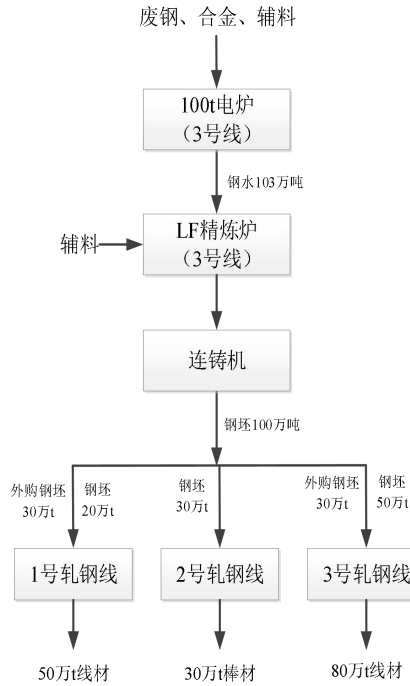 废钢、合金、辅料
100t电炉
（3号线）
钢水103万吨
辅料
LF精炼炉
（3号线）
连铸机
钢坯100万吨
外购钢坯
30万t
钢坯
20万t
钢坯
30万t
外购钢坯
30万t
钢坯
50万t
1号轧钢线
2号轧钢线
3号轧钢线
50万t线材
30万t棒材
80万t线材